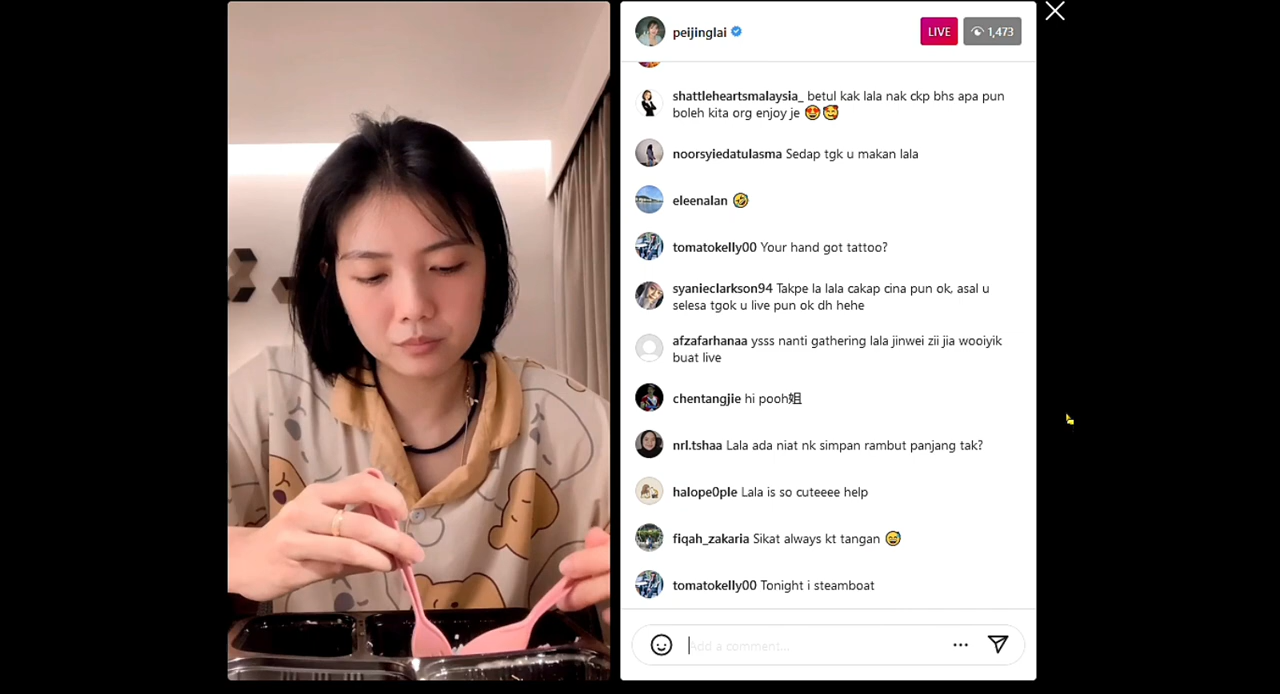 peijinglai
LIVE
1,473
shattleheartsmalaysia_ betul kak lala nak ckp bhs apa pun
boleh kita org enjoy je 😍🥰
noorsyiedatulasma Sedap tgk u makan lala
eleenalan 🤣
tomatokelly00 Your hand got tattoo?
syanieclarkson94 Takpe la lala cakap cina pun ok, asal u
selesa tgok u live pun ok dh hehe
afzafarhanaa ysss nanti gathering lala jinwei zii jia wooiyik
buat live
chentangjie hi pooh姐
nrl.tshaa Lala ada niat nk simpan rambut panjang tak?
halope0ple Lala is so cuteeee help
fiqah_zakaria Sikat always kt tangan 😅
tomatokelly00 Tonight i steamboat
Add a comment...